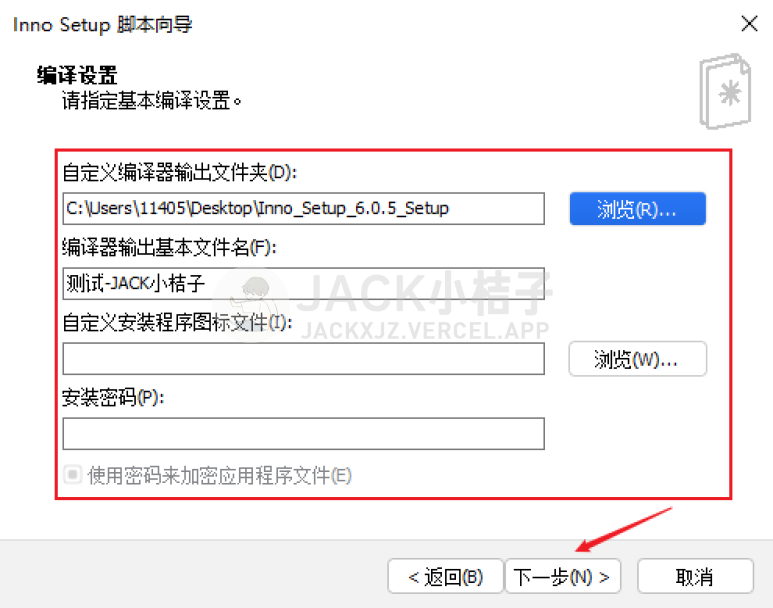 Inno Setup 脚本向导
编译设置
请指定基本编译设置。
自定义编译器输出文件夹(D):
C:\Users\11405\Desktop\Inno_Setup_6.0.5_Setup
浏览(R)...
编译器输出基本文件名(F):
测试-JACK小桔子
JACK小桔子
自定义安装程序图标文件(I):
JACKXJZ.VERCEL.APP
浏览(W)...
安装密码(P):
使用密码来加密应用程序文件(E)
< 返回(B)
下一步(N) >
取消